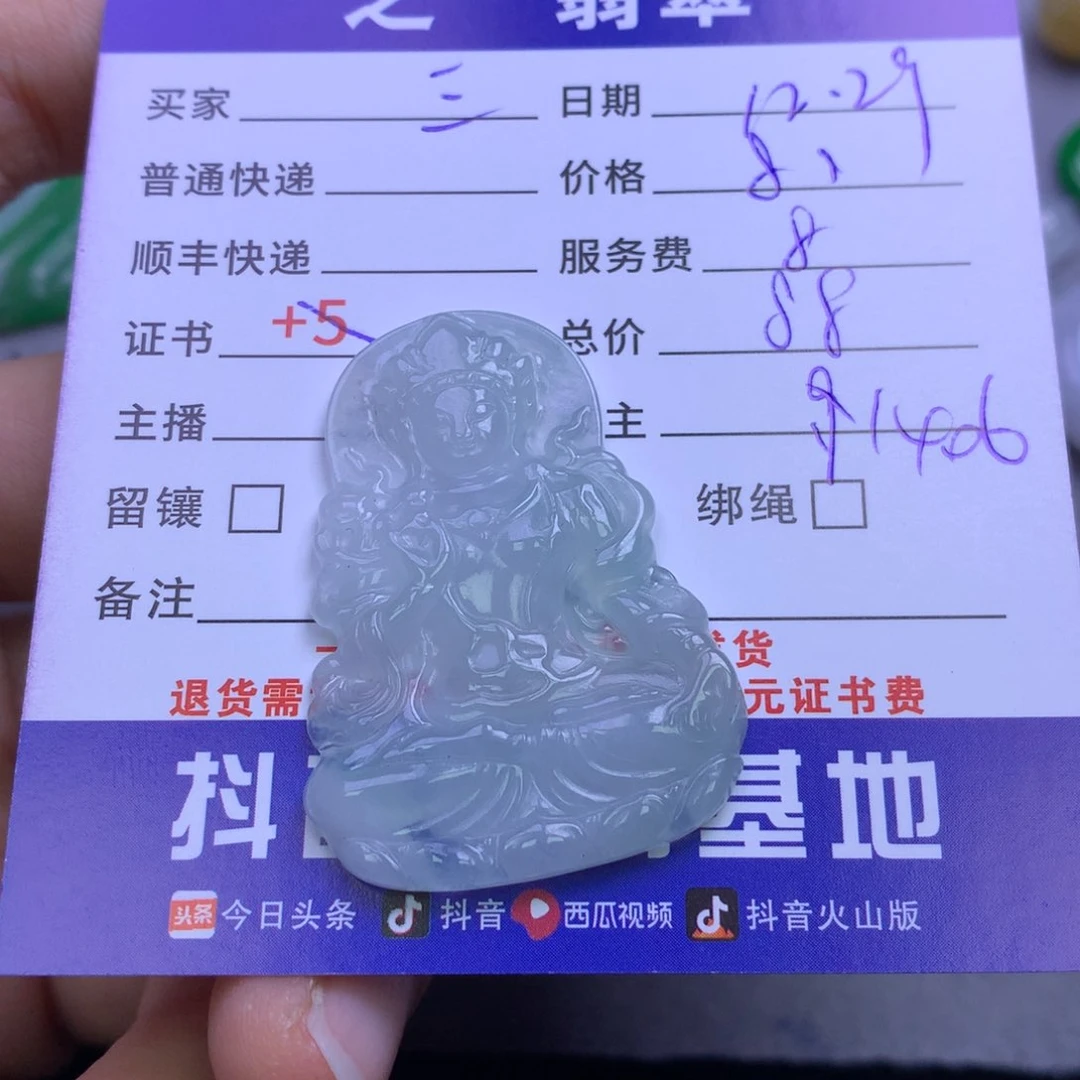 之 翡翠
买家 三 日期 12.29
普通快递 价格 8
顺丰快递 服务费 8
证书 +5 总价 88
主播 主
留镶 绑绳
备注
货
退货需 元证书费
抖 基地
头条 今日头条 抖音 西瓜视频 抖音火山版